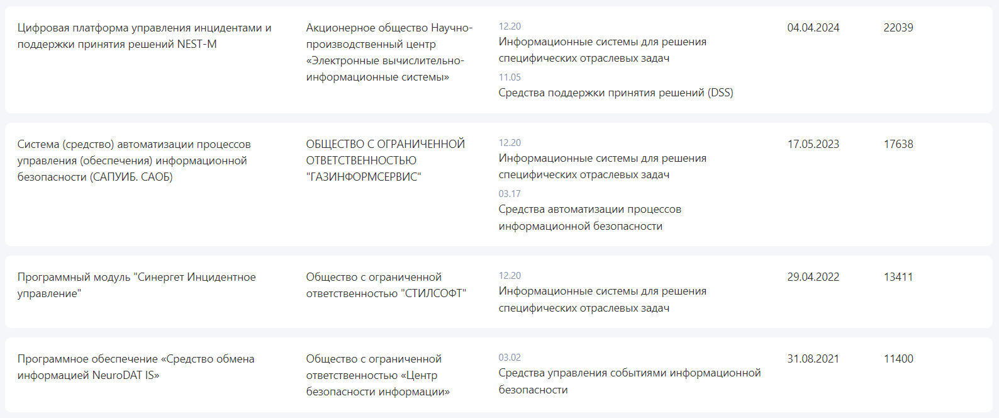 Цифровая платформа управления инцидентами и
поддержки принятия решений NEST-M
Акционерное общество Научно-
производственный центр
«Электронные вычислительно-
информационные системы»
12.20
Информационные системы для решения
специфических отраслевых задач
11.05
Средства поддержки принятия решений (DSS)
04.04.2024
22039
Система (средство) автоматизации процессов
управления (обеспечения) информационной
безопасности (САПУИБ. САОБ)
ОБЩЕСТВО С ОГРАНИЧЕННОЙ
ОТВЕТСТВЕННОСТЬЮ
"ГАЗИНФОРМСЕРВИС"
12.20
Информационные системы для решения
специфических отраслевых задач
03.17
Средства автоматизации процессов
информационной безопасности
17.05.2023
17638
Программный модуль "Синергет Инцидентное
управление"
Общество с ограниченной
ответственностью "СТИЛСОФТ"
12.20
Информационные системы для решения
специфических отраслевых задач
29.04.2022
13411
Программное обеспечение «Средство обмена
информацией NeuroDAT IS»
Общество с ограниченной
ответственностью «Центр
безопасности информации»
03.02
Средства управления событиями информационной
безопасности
31.08.2021
11400